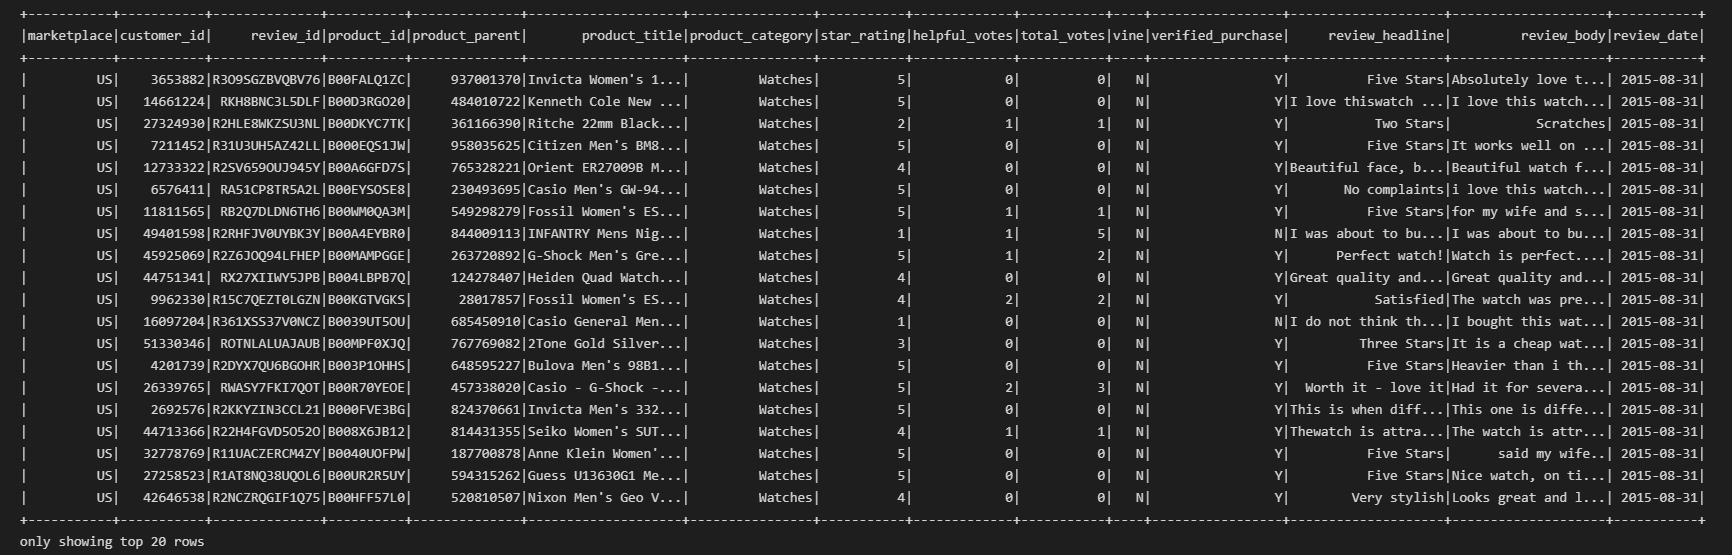 +-----------+-----------+--------------+----------+--------------+--------------------+----------------+-----------+-------------+-----------+----+-----------------+--------------------+--------------------+-----------+
|marketplace|customer_id|     review_id|product_id|product_parent|       product_title|product_category|star_rating|helpful_votes|total_votes|vine|verified_purchase|     review_headline|         review_body|review_date|
+-----------+-----------+--------------+----------+--------------+--------------------+----------------+-----------+-------------+-----------+----+-----------------+--------------------+--------------------+-----------+
|         US|    3653882|R3O9SGZBVQBV76|B00FALQ1ZC|     937001370|Invicta Women's 1...|         Watches|          5|            0|          0|   N|                Y|          Five Stars|Absolutely love t...| 2015-08-31|
|         US|   14661224| RKH8BNC3L5DLF|B00D3RGO20|     484010722|Kenneth Cole New ...|         Watches|          5|            0|          0|   N|                Y|I love thiswatch ...|I love this watch...| 2015-08-31|
|         US|   27324930|R2HLE8WKZSU3NL|B00DKYC7TK|     361166390|Ritche 22mm Black...|         Watches|          2|            1|          1|   N|                Y|           Two Stars|           Scratches| 2015-08-31|
|         US|    7211452|R31U3UH5AZ42LL|B000EQS1JW|     958035625|Citizen Men's BM8...|         Watches|          5|            0|          0|   N|                Y|          Five Stars|It works well on ...| 2015-08-31|
|         US|   12733322|R2SV659OUJ945Y|B00A6GFD7S|     765328221|Orient ER27009B M...|         Watches|          4|            0|          0|   N|                Y|Beautiful face, b...|Beautiful watch f...| 2015-08-31|
|         US|    6576411| RA51CP8TR5A2L|B00EYSOSE8|     230493695|Casio Men's GW-94...|         Watches|          5|            0|          0|   N|                Y|       No complaints|i love this watch...| 2015-08-31|
|         US|   11811565| RB2Q7DLDN6TH6|B00WM0QA3M|     549298279|Fossil Women's ES...|         Watches|          5|            1|          1|   N|                Y|          Five Stars|for my wife and s...| 2015-08-31|
|         US|   49401598|R2RHFJV0UYBK3Y|B00A4EYBR0|     844009113|INFANTRY Mens Nig...|         Watches|          1|            1|          5|   N|                N|I was about to bu...|I was about to bu...| 2015-08-31|
|         US|   45925069|R2Z6JOQ94LFHEP|B00MAMPGGE|     263720892|G-Shock Men's Gre...|         Watches|          5|            1|          2|   N|                Y|      Perfect watch!|Watch is perfect....| 2015-08-31|
|         US|   44751341| RX27XIIWY5JPB|B004LBPB7Q|     124278407|Heiden Quad Watch...|         Watches|          4|            0|          0|   N|                Y|Great quality and...|Great quality and...| 2015-08-31|
|         US|    9962330|R15C7QEZT0LGZN|B00KGTVGKS|      28017857|Fossil Women's ES...|         Watches|          4|            2|          2|   N|                Y|           Satisfied|The watch was pre...| 2015-08-31|
|         US|   16097204|R361XSS37V0NCZ|B0039UT5OU|     685450910|Casio General Men...|         Watches|          1|            0|          0|   N|                N|I do not think th...|I bought this wat...| 2015-08-31|
|         US|   51330346| ROTNLALUAJAUB|B00MPF0XJQ|     767769082|2Tone Gold Silver...|         Watches|          3|            0|          0|   N|                Y|         Three Stars|It is a cheap wat...| 2015-08-31|
|         US|    4201739|R2DYX7QU6BGOHR|B003P1OHHS|     648595227|Bulova Men's 98B1...|         Watches|          5|            0|          0|   N|                Y|          Five Stars|Heavier than i th...| 2015-08-31|
|         US|   26339765| RWASY7FKI7QOT|B00R70YEOE|     457338020|Casio - G-Shock -...|         Watches|          5|            2|          3|   N|                Y|  Worth it - love it|Had it for severa...| 2015-08-31|
|         US|    2692576|R2KKYZIN3CCL21|B000FVE3BG|     824370661|Invicta Men's 332...|         Watches|          5|            0|          0|   N|                Y|This is when diff...|This one is diffe...| 2015-08-31|
|         US|   44713366|R22H4FGVD5O52O|B008X6JB12|     814431355|Seiko Women's SUT...|         Watches|          4|            1|          1|   N|                Y|Thewatch is attra...|The watch is attr...| 2015-08-31|
|         US|   32778769|R11UACZERCM4ZY|B0040UOFPW|     187700878|Anne Klein Women'...|         Watches|          5|            0|          0|   N|                Y|          Five Stars|      said my wife..| 2015-08-31|
|         US|   27258523|R1AT8NQ38UQOL6|B00UR2R5UY|     594315262|Guess U13630G1 Me...|         Watches|          5|            0|          0|   N|                Y|          Five Stars|Nice watch, on ti...| 2015-08-31|
|         US|   42646538|R2NCZRQGIF1Q75|B00HFF57L0|     520810507|Nixon Men's Geo V...|         Watches|          4|            0|          0|   N|                Y|        Very stylish|Looks great and l...| 2015-08-31|
+-----------+-----------+--------------+----------+--------------+--------------------+----------------+-----------+-------------+-----------+----+-----------------+--------------------+--------------------+-----------+
only showing top 20 rows